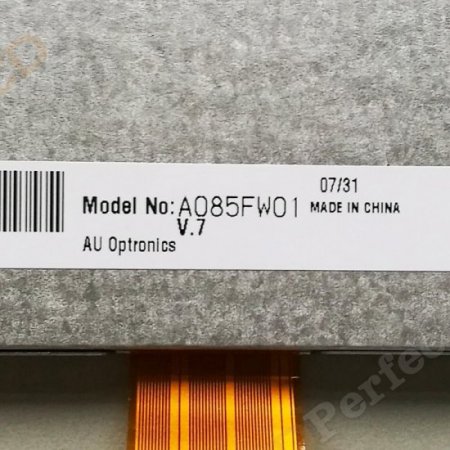 Model No: A085FW01
V.7
AU Optronics
07/31
MADE IN CHINA
Perfec